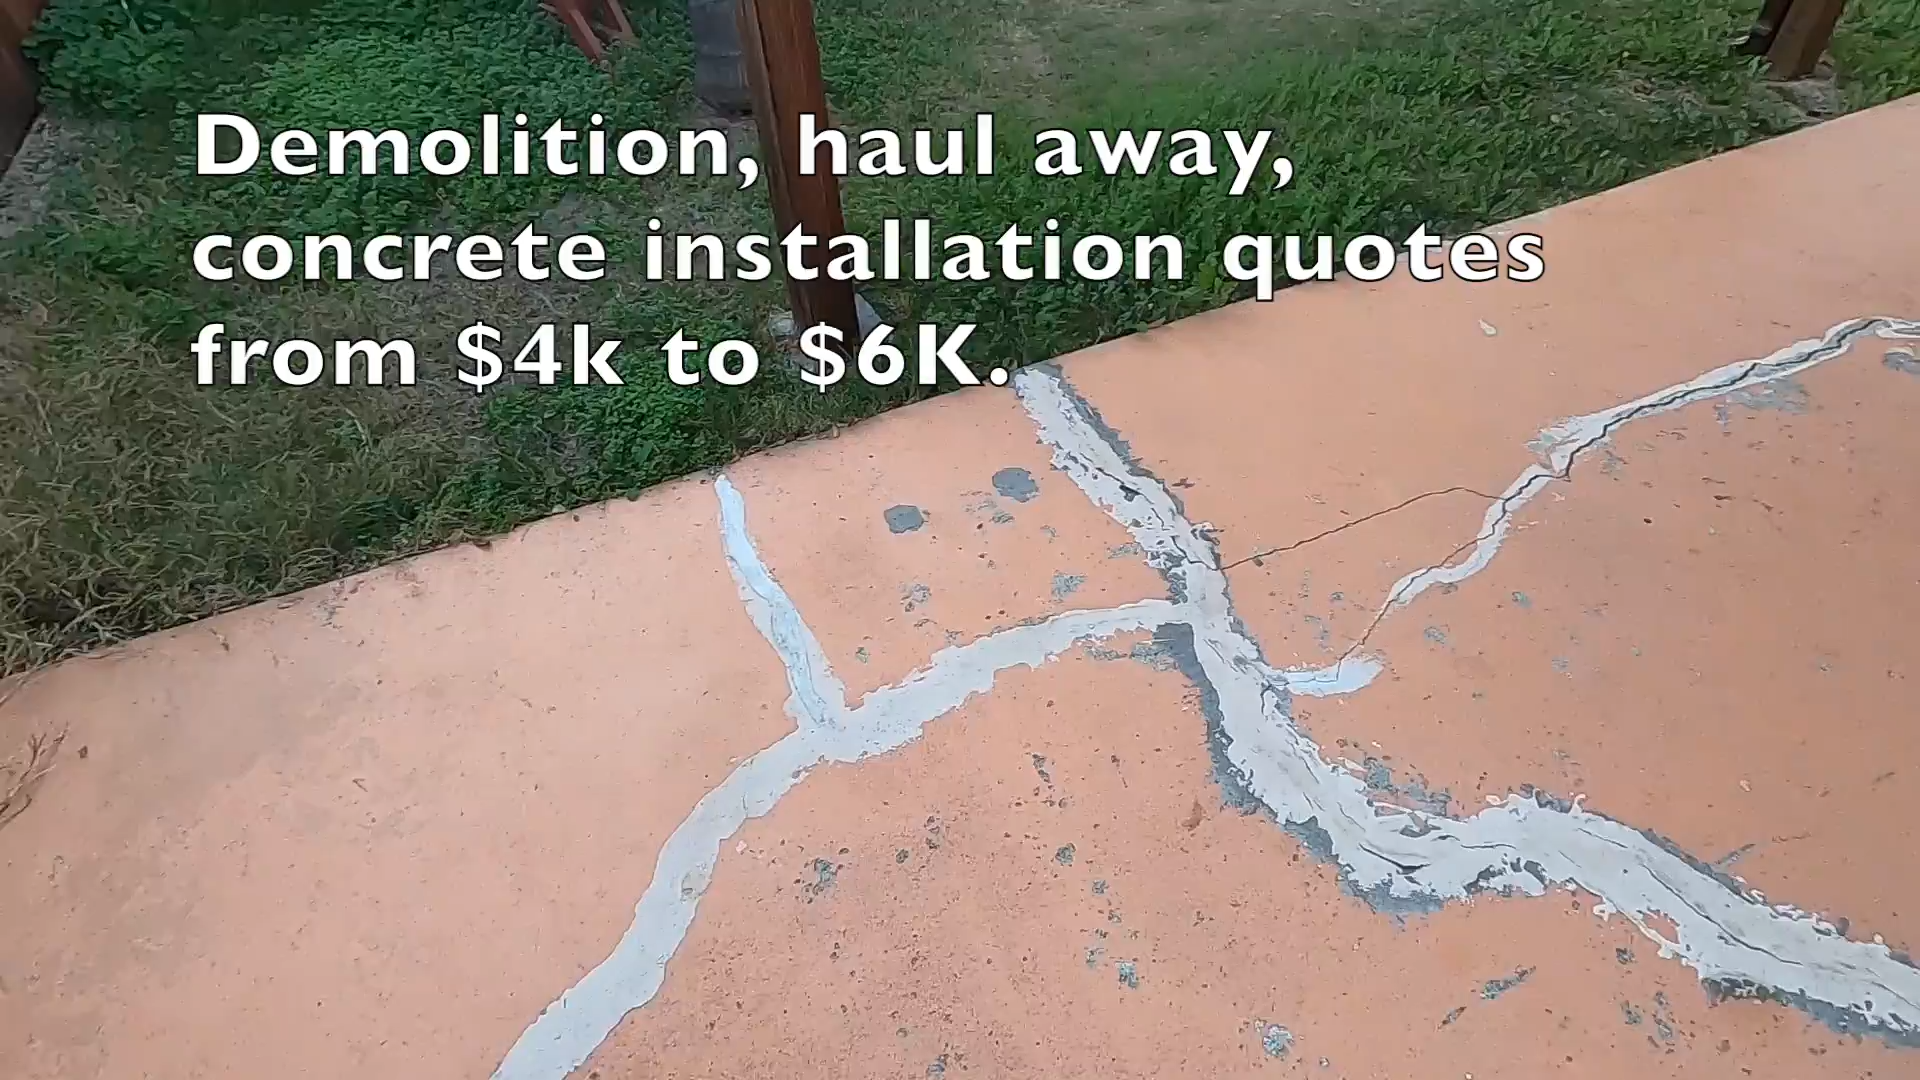 Demolition, haul away,
concrete installation quotes
from $4k to $6K.